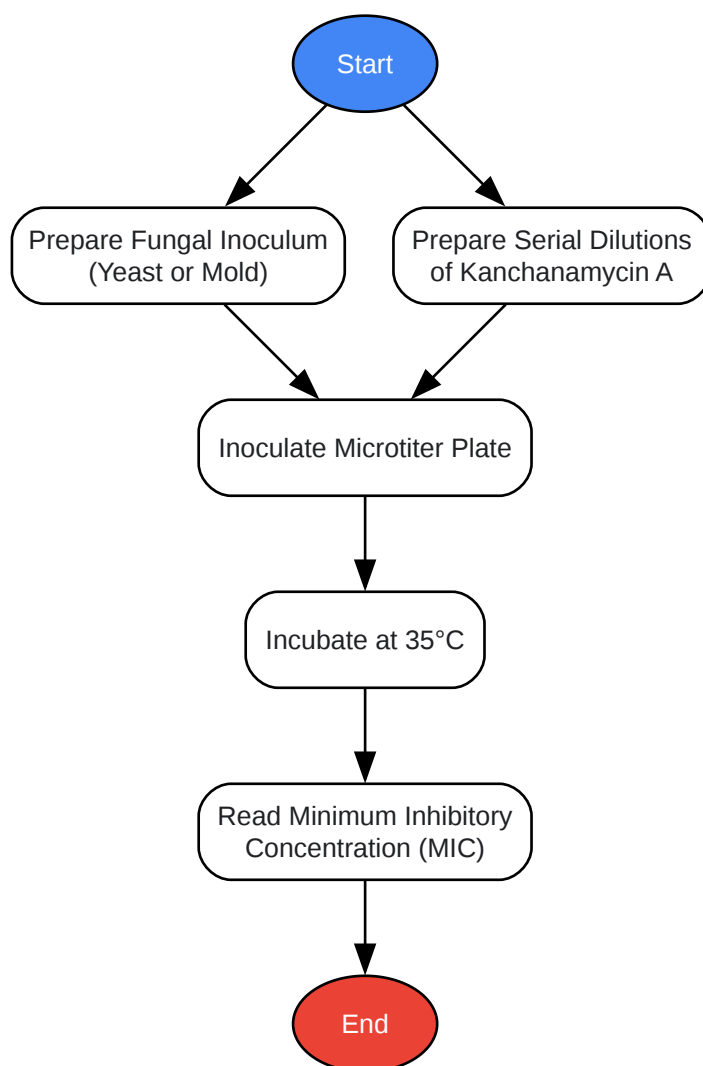 Start
Prepare Fungal Inoculum
(Yeast or Mold)
Prepare Serial Dilutions
of Kanchanamycin A
Inoculate Microtiter Plate
Incubate at 35°C
Read Minimum Inhibitory
Concentration (MIC)
End